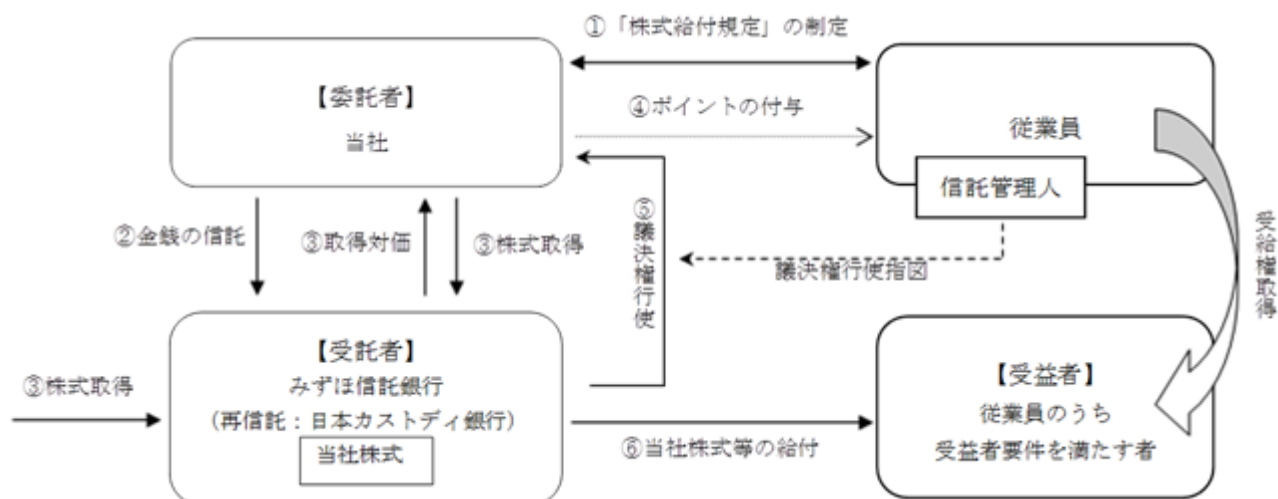 ①「株式給付規定」の制定
【委託者】
当社
④ポイントの付与
従業員
信託管理人
②金銭の信託
③取得対価
③株式取得
⑤議決権行使
議決権行使指図
受給権取得
③株式取得
【受託者】
みずほ信託銀行
(再信託：日本カストディ銀行)
当社株式
⑥当社株式等の給付
【受益者】
従業員のうち
受益者要件を満たす者